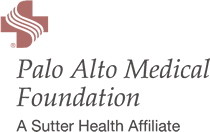 Palo Alto Medical
Foundation
A Sutter Health Affiliate